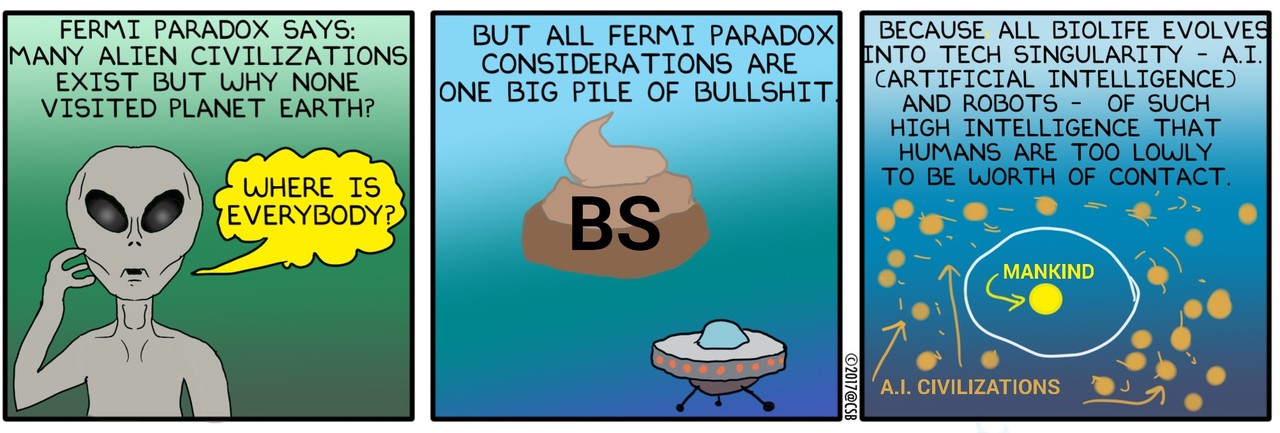 FERMI PARADOX SAYS:
MANY ALIEN CIVILIZATIONS
EXIST BUT WHY NONE
VISITED PLANET EARTH?
WHERE IS
EVERYBODY?
BUT ALL FERMI PARADOX
CONSIDERATIONS ARE
ONE BIG PILE OF BULLSHIT.
BS
©2017@CSB
BECAUSE ALL BIOLIFE EVOLVES
INTO TECH SINGULARITY - A.I.
(ARTIFICIAL INTELLIGENCE)
AND ROBOTS - OF SUCH
HIGH INTELLIGENCE THAT
HUMANS ARE TOO LOWLY
TO BE WORTH OF CONTACT.
MANKIND
A.I. CIVILIZATIONS